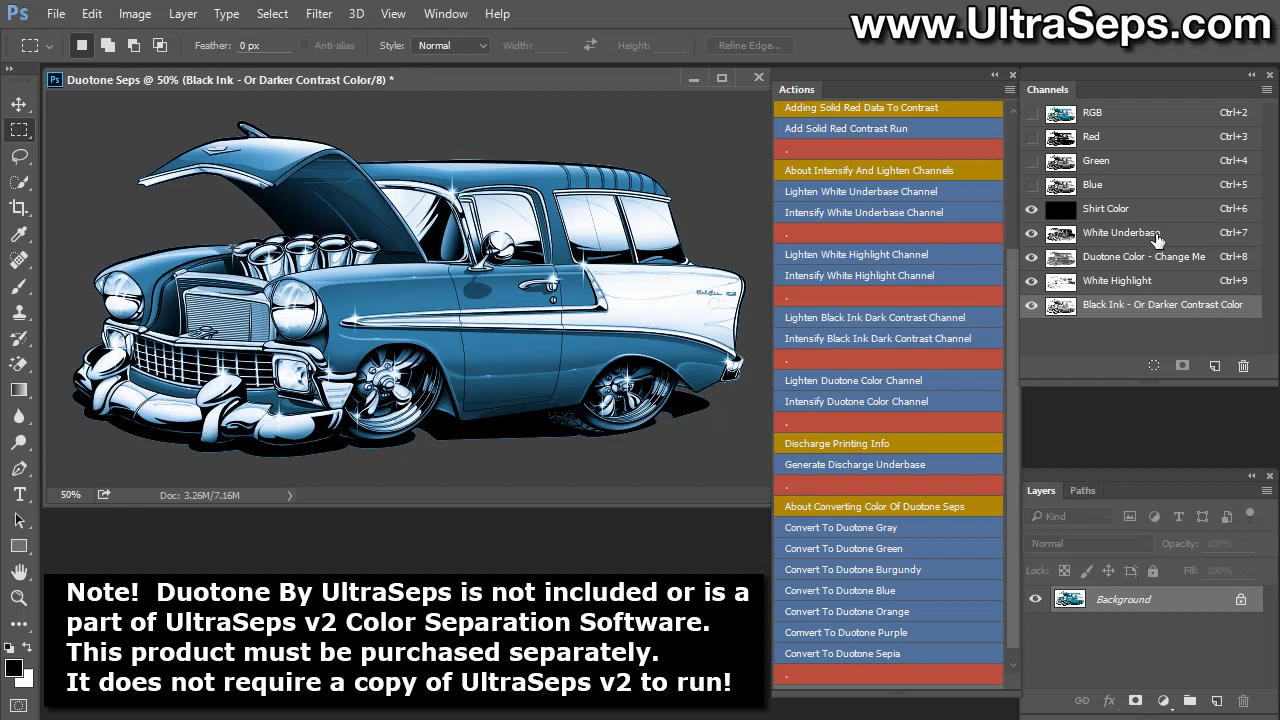 Ps File Edit Image Layer Type Select Filter 3D View Window Help
www.UltraSeps.com
Feather: 0 px Anti-alias Style: Normal Width: Height: Refine Edge...
Duotone Seps @ 50% (Black Ink - Or Darker Contrast Color/8) *
Bel Air
50% Doc: 3.26M/7.16M
Actions
Adding Solid Red Data To Contrast
Add Solid Red Contrast Run
.
About Intensify And Lighten Channels
Lighten White Underbase Channel
Intensify White Underbase Channel
.
Lighten White Highlight Channel
Intensify White Highlight Channel
.
Lighten Black Ink Dark Contrast Channel
Intensify Black Ink Dark Contrast Channel
.
Lighten Duotone Color Channel
Intensify Duotone Color Channel
.
Discharge Printing Info
Generate Discharge Underbase
.
About Converting Color Of Duotone Seps
Convert To Duotone Gray
Convert To Duotone Green
Convert To Duotone Burgundy
Convert To Duotone Blue
Convert To Duotone Orange
Comvert To Duotone Purple
Convert To Duotone Sepia
.
Channels
RGB Ctrl+2
Red Ctrl+3
Green Ctrl+4
Blue Ctrl+5
Shirt Color Ctrl+6
White Underbase Ctrl+7
Duotone Color - Change Me Ctrl+8
White Highlight Ctrl+9
Black Ink - Or Darker Contrast Color
Layers Paths
Kind
Normal Opacity: 100%
Lock: Fill: 100%
Background
fx
Note! Duotone By UltraSeps is not included or is a
part of UltraSeps v2 Color Separation Software.
This product must be purchased separately.
It does not require a copy of UltraSeps v2 to run!